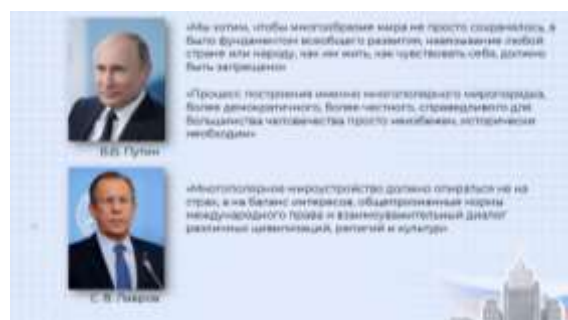 «Мы хотим, чтобы многообразие мира не просто сохранялось, а
было фундаментом всеобщего развития, навязывание любой
стране или народу, как им жить, как чувствовать себя, должно
быть запрещено»
«Процесс построения именно многополярного миропорядка,
более демократичного, более честного, справедливого для
большинства человечества просто неизбежен, исторически
необходим»
В.В. Путин
«Многополярное мироустройство должно опираться не на
страх, а на баланс интересов, общепризнанные нормы
международного права и взаимоуважительный диалог
различных цивилизаций, религий и культур»
С. В. Лавров